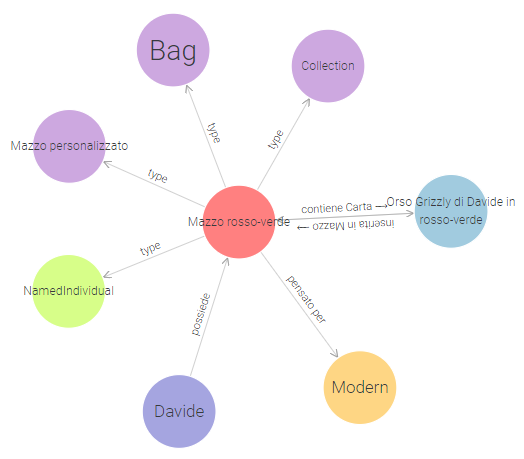 Bag
Collection
type
type
Mazzo personalizzato
type
Mazzo rosso-verde
contiene Carta →
inserita in Mazzo →
Orso Grizzly di Davide in
rosso-verde
type
NamedIndividual
possiede
pensato per
Davide
Modern